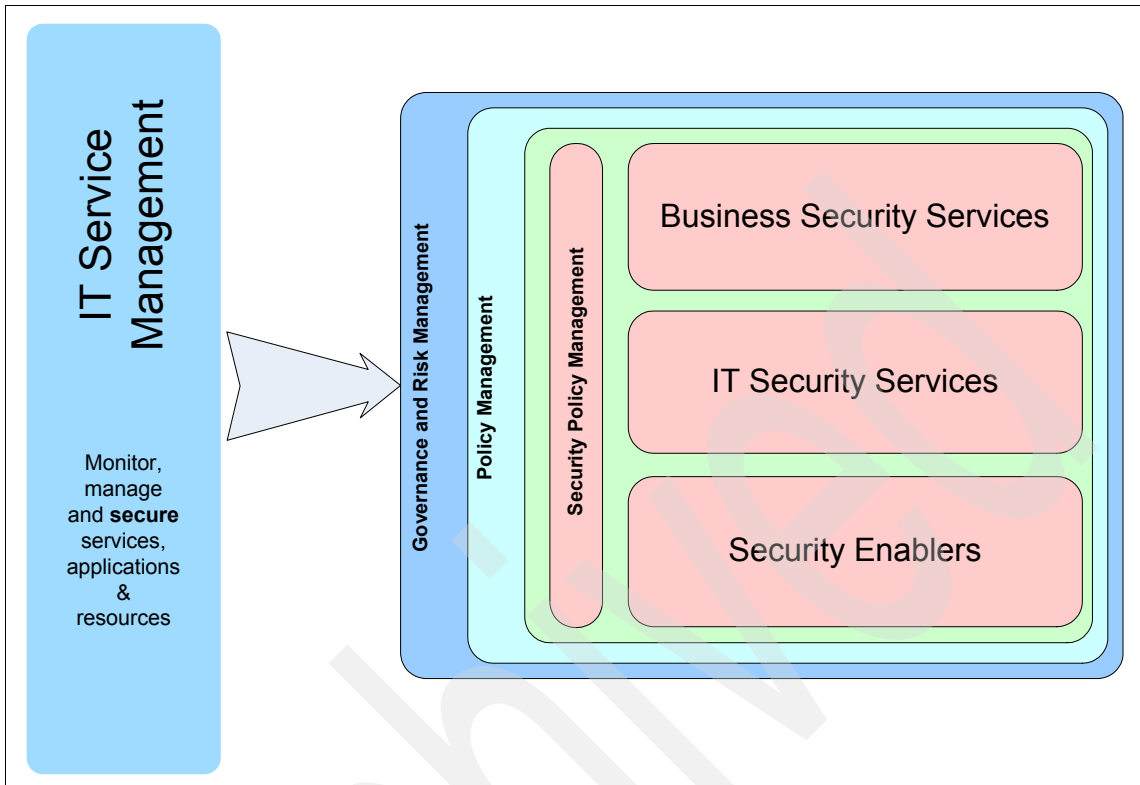 IT Service
Management
Monitor,
manage
and secure
services,
applications
&
resources
Governance and Risk Management
Policy Management
Security Policy Management
Business Security Services
IT Security Services
Security Enablers